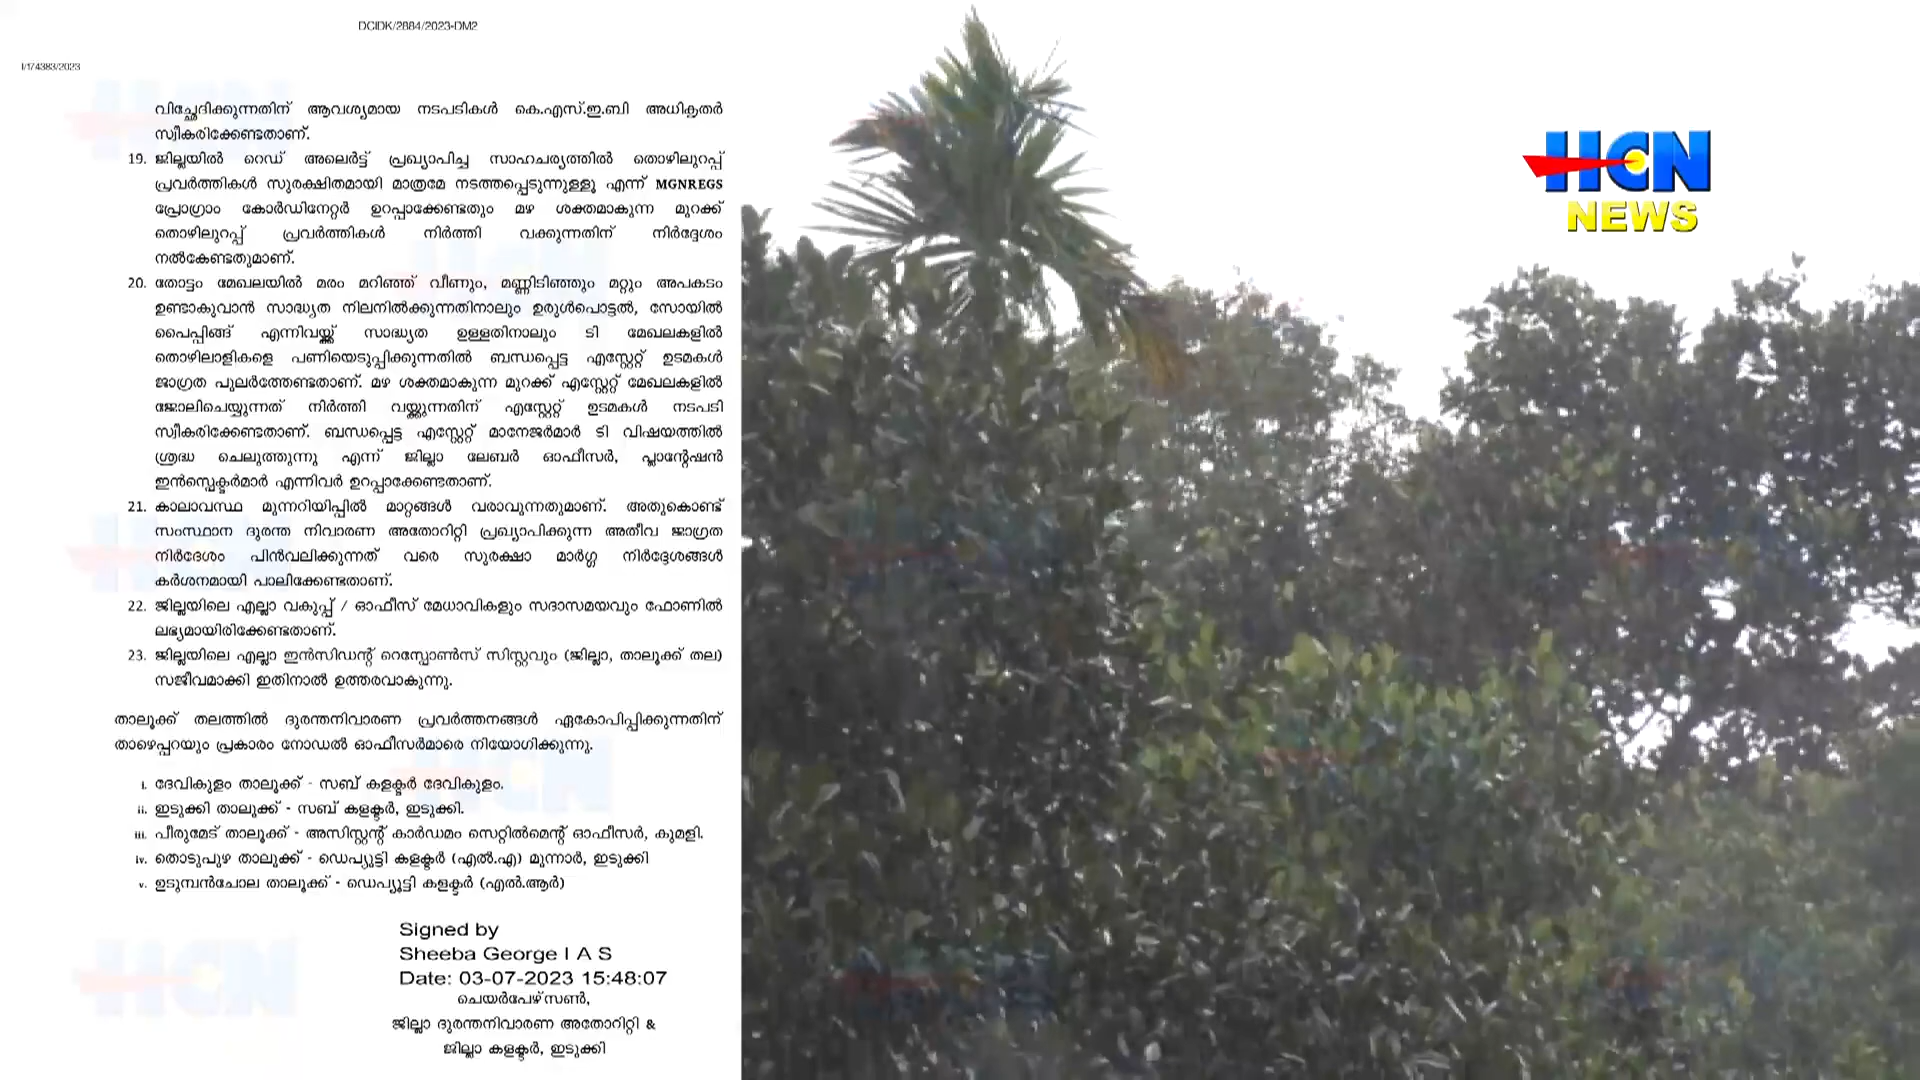 DCIDK/2884/2023-DM2
I/174383/2023
വിച്ഛേദിക്കുന്നതിന് ആവശ്യമായ നടപടികൾ കെ.എസ്.ഇ.ബി അധികൃതർ
സ്വീകരിക്കേണ്ടതാണ്.
19. ജില്ലയിൽ റെഡ് അലെർട്ട് പ്രഖ്യാപിച്ച സാഹചര്യത്തിൽ തൊഴിലുറപ്പ്
പ്രവർത്തികൾ സുരക്ഷിതമായി മാത്രമേ നടത്തപ്പെടുന്നുള്ളൂ എന്ന് MGNREGS
പ്രോഗ്രാം കോർഡിനേറ്റർ ഉറപ്പാക്കേണ്ടതും മഴ ശക്തമാകുന്ന മുറക്ക്
തൊഴിലുറപ്പ് പ്രവർത്തികൾ നിർത്തി വക്കുന്നതിന് നിർദ്ദേശം
നൽകേണ്ടതുമാണ്.
20. തോട്ടം മേഖലയിൽ മരം മറിഞ്ഞ് വീണും, മണ്ണിടിഞ്ഞും മറ്റും അപകടം
ഉണ്ടാകുവാൻ സാദ്ധ്യത നിലനിൽക്കുന്നതിനാലും ഉരുൾപൊട്ടൽ, സോയിൽ
പൈപ്പിങ്ങ് എന്നിവയ്ക്ക് സാദ്ധ്യത ഉള്ളതിനാലും ടി മേഖലകളിൽ
തൊഴിലാളികളെ പണിയെടുപ്പിക്കുന്നതിൽ ബന്ധപ്പെട്ട എസ്റ്റേറ്റ് ഉടമകൾ
ജാഗ്രത പുലർത്തേണ്ടതാണ്. മഴ ശക്തമാകുന്ന മുറക്ക് എസ്റ്റേറ്റ് മേഖലകളിൽ
ജോലിചെയ്യുന്നത് നിർത്തി വയ്ക്കുന്നതിന് എസ്റ്റേറ്റ് ഉടമകൾ നടപടി
സ്വീകരിക്കേണ്ടതാണ്. ബന്ധപ്പെട്ട എസ്റ്റേറ്റ് മാനേജർമാർ ടി വിഷയത്തിൽ
ശ്രദ്ധ ചെലുത്തുന്നു എന്ന് ജില്ലാ ലേബർ ഓഫീസർ, പ്ലാന്റേഷൻ
ഇൻസ്പെക്ടർമാർ എന്നിവർ ഉറപ്പാക്കേണ്ടതാണ്.
21. കാലാവസ്ഥ മുന്നറിയിപ്പിൽ മാറ്റങ്ങൾ വരാവുന്നതുമാണ്. അതുകൊണ്ട്
സംസ്ഥാന ദുരന്ത നിവാരണ അതോറിറ്റി പ്രഖ്യാപിക്കുന്ന അതീവ ജാഗ്രത
നിർദേശം പിൻവലിക്കുന്നത് വരെ സുരക്ഷാ മാർഗ്ഗ നിർദ്ദേശങ്ങൾ
കർശനമായി പാലിക്കേണ്ടതാണ്.
22. ജില്ലയിലെ എല്ലാ വകുപ്പ് / ഓഫീസ് മേധാവികളും സദാസമയവും ഫോണിൽ
ലഭ്യമായിരിക്കേണ്ടതാണ്.
23. ജില്ലയിലെ എല്ലാ ഇൻസിഡന്റ് റെസ്പോൺസ് സിസ്റ്റവും (ജില്ലാ, താലൂക്ക് തല)
സജീവമാക്കി ഇതിനാൽ ഉത്തരവാകുന്നു.
താലൂക്ക് തലത്തിൽ ദുരന്തനിവാരണ പ്രവർത്തനങ്ങൾ ഏകോപിപ്പിക്കുന്നതിന്
താഴെപ്പറയും പ്രകാരം നോഡൽ ഓഫീസർമാരെ നിയോഗിക്കുന്നു.
i. ദേവികുളം താലൂക്ക് - സബ് കളക്ടർ ദേവികുളം.
ii. ഇടുക്കി താലൂക്ക് - സബ് കളക്ടർ, ഇടുക്കി.
iii. പീരുമേട് താലൂക്ക് - അസിസ്റ്റന്റ് കാർഡമം സെറ്റിൽമെന്റ് ഓഫീസർ, കുമളി.
iv. തൊടുപുഴ താലൂക്ക് - ഡെപ്യൂട്ടി കളക്ടർ (എൽ.എ) മുന്നാർ, ഇടുക്കി
v. ഉടുമ്പൻചോല താലൂക്ക് - ഡെപ്യൂട്ടി കളക്ടർ (എൽ.ആർ)
Signed by
Sheeba George I A S
Date: 03-07-2023 15:48:07
ചെയർപേഴ്സൺ,
ജില്ലാ ദുരന്തനിവാരണ അതോറിറ്റി &
ജില്ലാ കളക്ടർ, ഇടുക്കി
HCN
NEWS